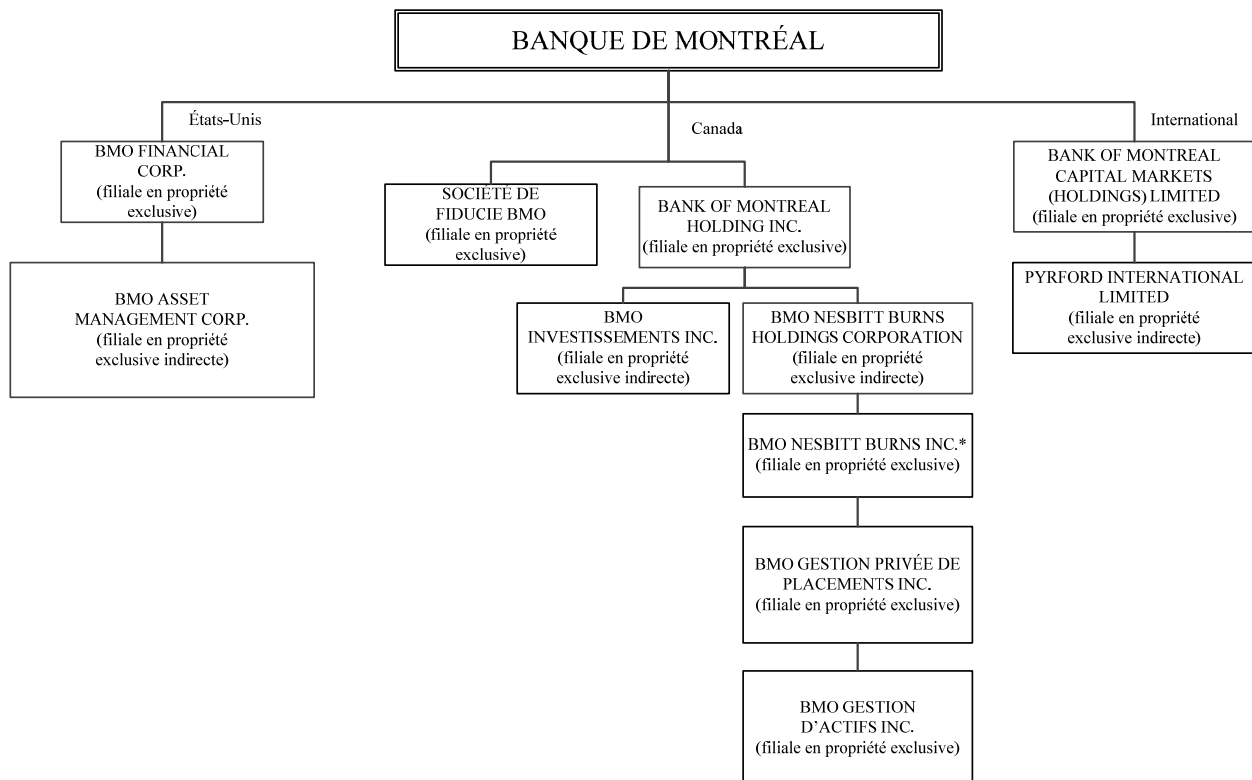 BANQUE DE MONTRÉAL
États-Unis
Canada
International
BMO FINANCIAL
CORP.
(filiale en propriété
exclusive)
SOCIÉTÉ DE
FIDUCIE BMO
(filiale en propriété
exclusive)
BANK OF MONTREAL
HOLDING INC.
(filiale en propriété exclusive)
BANK OF MONTREAL
CAPITAL MARKETS
(HOLDINGS) LIMITED
(filiale en propriété exclusive)
BMO ASSET
MANAGEMENT CORP.
(filiale en propriété
exclusive indirecte)
BMO
INVESTISSEMENTS INC.
(filiale en propriété
exclusive indirecte)
BMO NESBITT BURNS
HOLDINGS CORPORATION
(filiale en propriété
exclusive indirecte)
PYRFORD INTERNATIONAL
LIMITED
(filiale en propriété
exclusive indirecte)
BMO NESBITT BURNS INC.*
(filiale en propriété exclusive)
BMO GESTION PRIVÉE DE
PLACEMENTS INC.
(filiale en propriété exclusive)
BMO GESTION
D’ACTIFS INC.
(filiale en propriété exclusive)